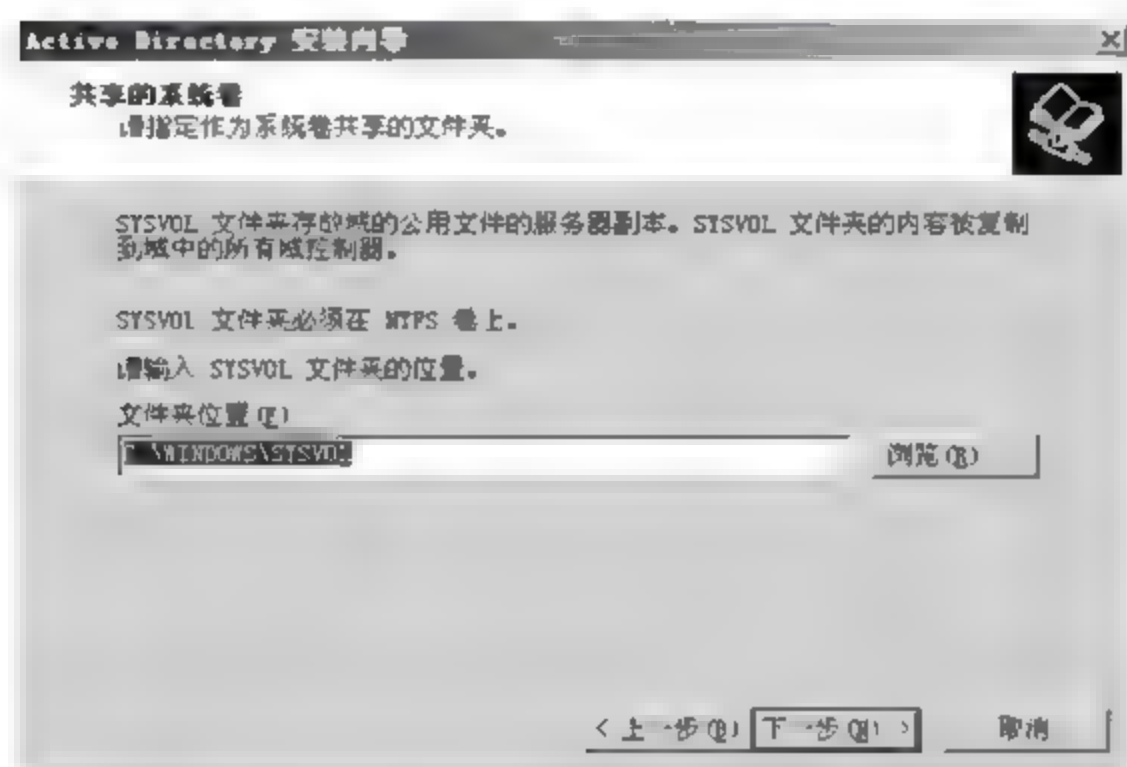 Active Directory 安装向导
共享的系统卷
请指定作为系统卷共享的文件夹。
SYSVOL 文件夹存放域的公用文件的服务器副本。SYSVOL 文件夹的内容被复制
到域中的所有域控制器。
SYSVOL 文件夹必须在 NTFS 卷上。
请输入 SYSVOL 文件夹的位置。
文件夹位置(F)
\WINDOWS\SYSVOL
浏览(R)
< 上一步(B)
下一步(N) >
取消